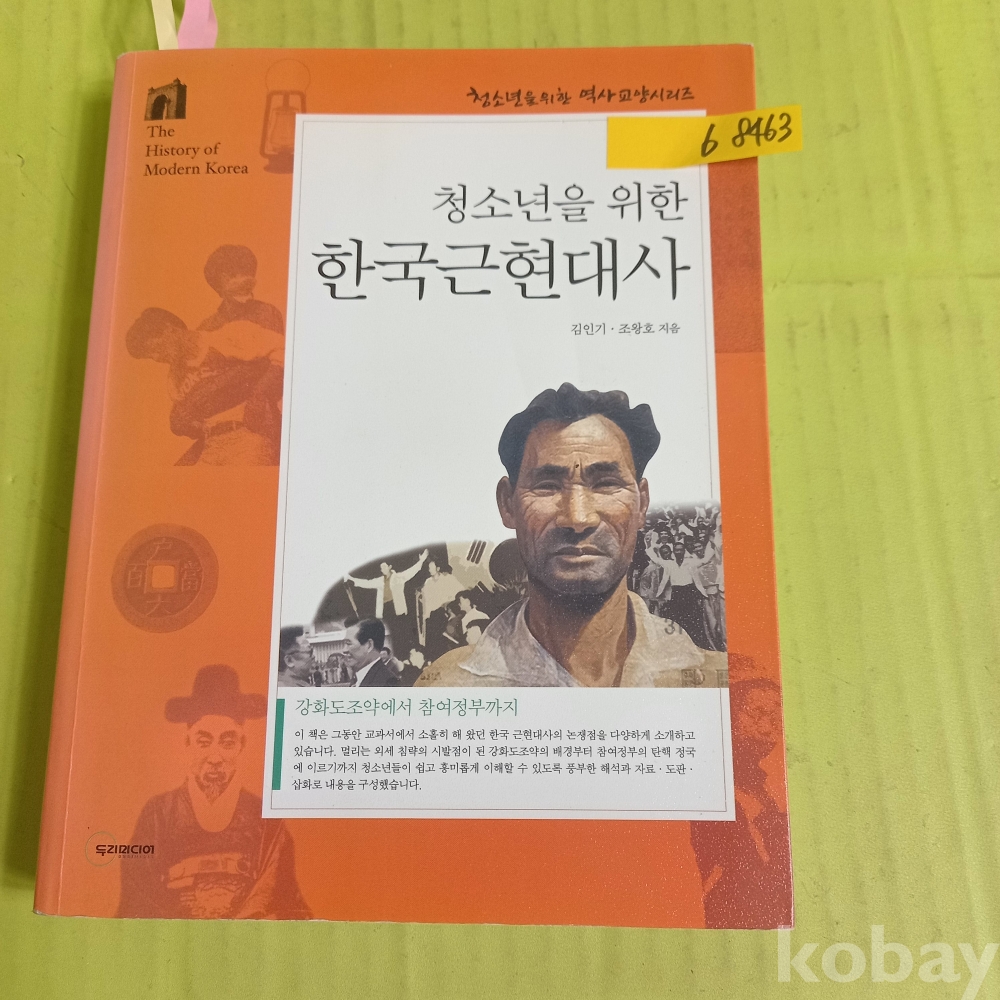 The
History of
Modern Korea
청소년을 위한 역사 교양시리즈
6 8463
청소년을 위한
한국근현대사
김인기 · 조왕호 지음
31
강화도조약에서 참여정부까지
이 책은 그동안 교과서에서 소홀히 해 왔던 한국 근현대사의 논쟁점을 다양하게 소개하고
있습니다. 멀리는 외세 침략의 시발점이 된 강화도조약의 배경부터 참여정부의 탄핵 정국
에 이르기까지 청소년들이 쉽고 흥미롭게 이해할 수 있도록 풍부한 해석과 자료 · 도판 ·
삽화로 내용을 구성했습니다.
두리미디어
kobay